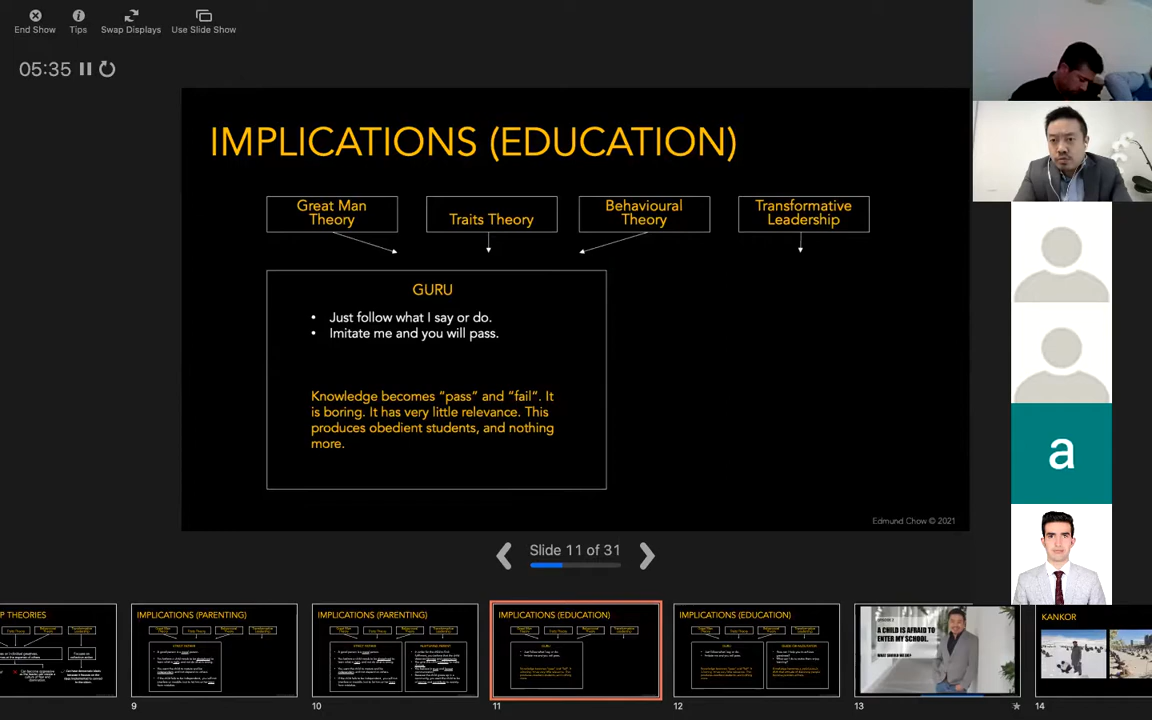 End Show
Tips
Swap Displays
Use Slide Show
05:35
IMPLICATIONS (EDUCATION)
Great Man
Theory
Traits Theory
Behavioural
Theory
Transformative
Leadership
GURU
• Just follow what I say or do.
• Imitate me and you will pass.
Knowledge becomes “pass” and “fail”. It
is boring. It has very little relevance. This
produces obedient students, and nothing
more.
Edmund Chow © 2021
a
Slide 11 of 31
P THEORIES
IMPLICATIONS (PARENTING)
IMPLICATIONS (PARENTING)
IMPLICATIONS (EDUCATION)
IMPLICATIONS (EDUCATION)
A CHILD IS AFRAID TO
ENTER MY SCHOOL.
KANKOR
9
10
11
12
13
14